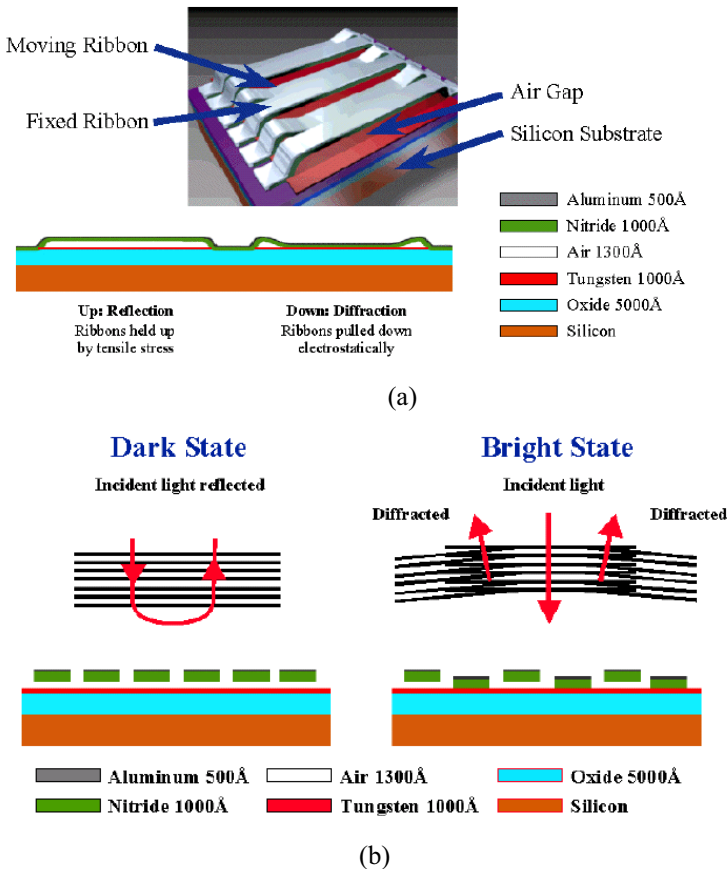 Moving Ribbon
Fixed Ribbon
Air Gap
Silicon Substrate
Aluminum 500Å
Nitride 1000Å
Air 1300Å
Tungsten 1000Å
Oxide 5000Å
Silicon
Up: Reflection
Ribbons held up
by tensile stress
Down: Diffraction
Ribbons pulled down
electrostatically
(a)
Dark State
Incident light reflected
Bright State
Incident light
Diffracted
Diffracted
Aluminum 500Å
Air 1300Å
Oxide 5000Å
Nitride 1000Å
Tungsten 1000Å
Silicon
(b)